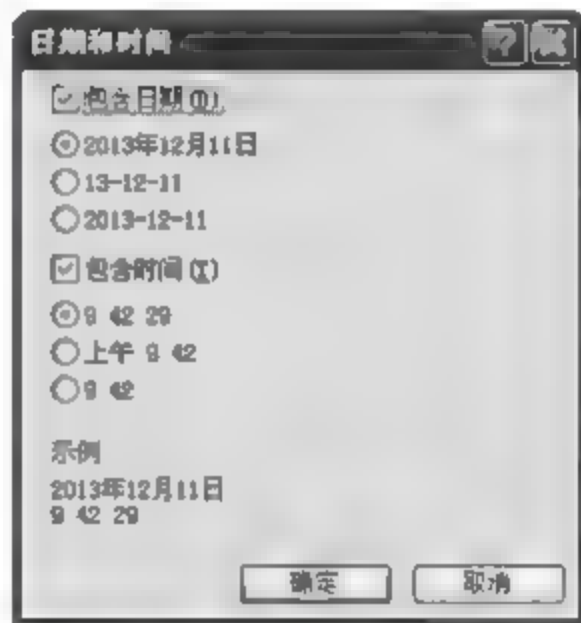 日期和时间
包含日期(D)
2013年12月11日
13-12-11
2013-12-11
包含时间(T)
9 42 29
上午 9 42
9 42
示例
2013年12月11日
9 42 29
确定
取消